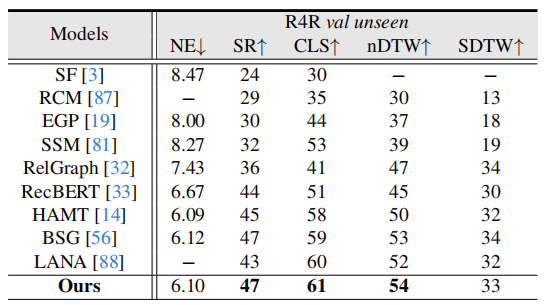 Models R4R val unseen
NE↓ SR↑ CLS↑ nDTW↑ SDTW↑
SF [3] 8.47 24 30 – –
RCM [87] – 29 35 30 13
EGP [19] 8.00 30 44 37 18
SSM [81] 8.27 32 53 39 19
RelGraph [32] 7.43 36 41 47 34
RecBERT [33] 6.67 44 51 45 30
HAMT [14] 6.09 45 58 50 32
BSG [56] 6.12 47 59 53 34
LANA [88] – 43 60 52 32
Ours 6.10 47 61 54 33